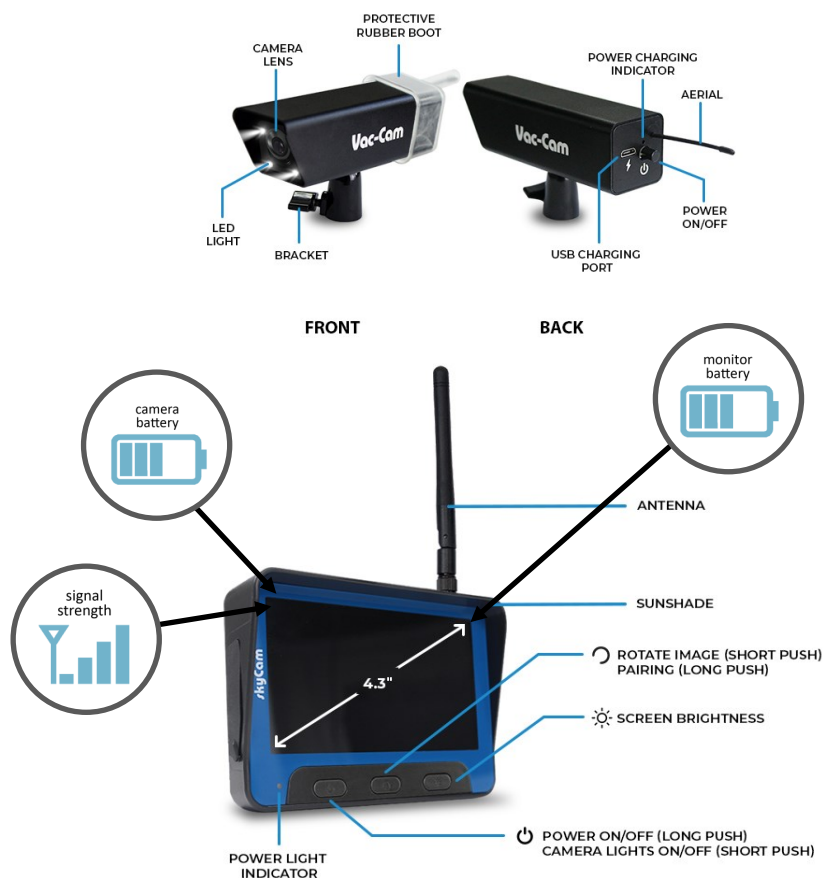 PROTECTIVE
RUBBER BOOT
CAMERA
LENS
POWER CHARGING
INDICATOR
AERIAL
Vac-Cam
Vac-Cam
LED
LIGHT
BRACKET
POWER
ON/OFF
USB CHARGING
PORT
FRONT
BACK
monitor
battery
camera
battery
ANTENNA
signal
strength
SUNSHADE
ROTATE IMAGE (SHORT PUSH)
PAIRING (LONG PUSH)
skyCam
4.3"
SCREEN BRIGHTNESS
POWER ON/OFF (LONG PUSH)
CAMERA LIGHTS ON/OFF (SHORT PUSH)
POWER LIGHT
INDICATOR